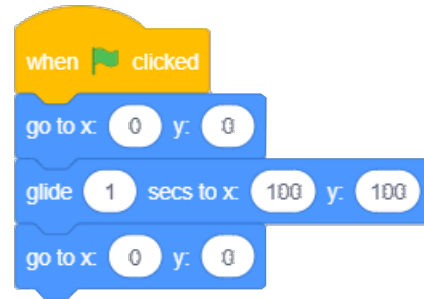 when clicked
go to x: 0 y: 0
glide 1 secs to x: 100 y: 100
go to x: 0 y: 0